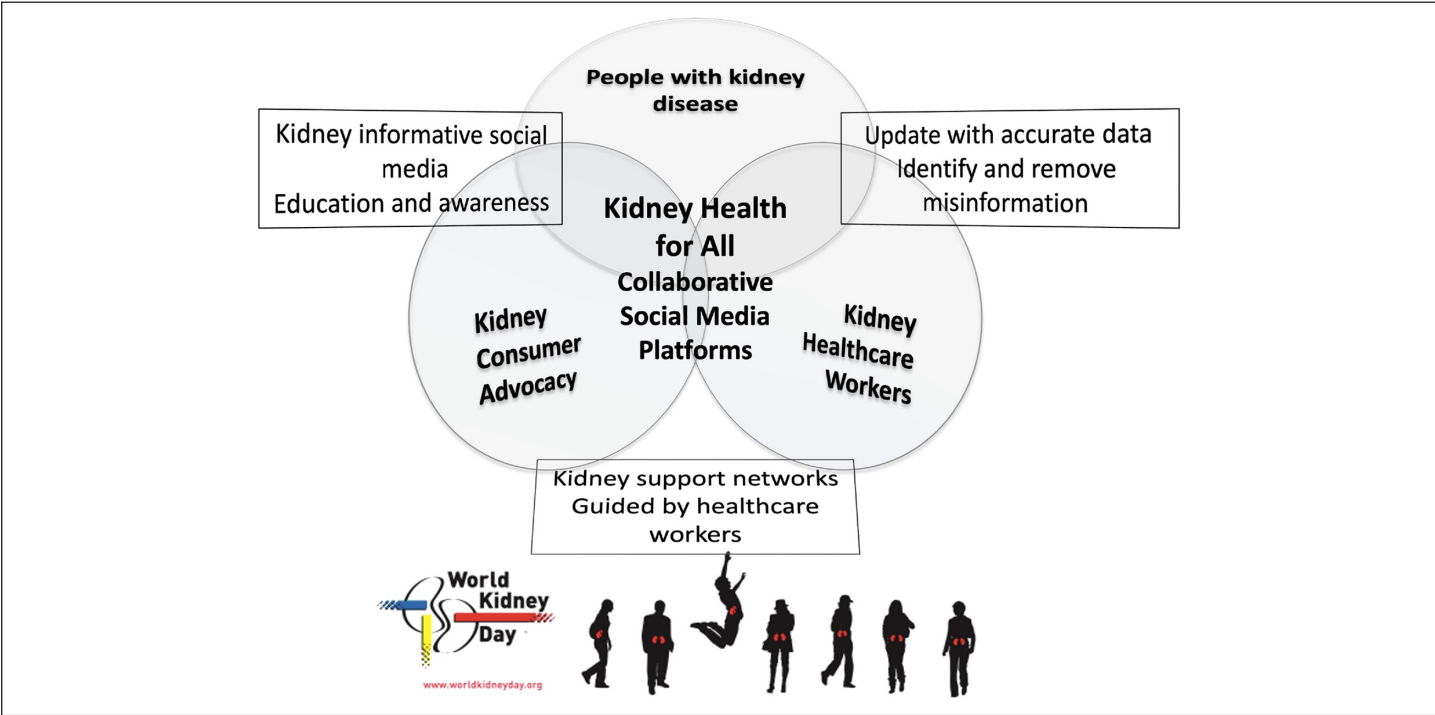 People with kidney
disease
Kidney informative social
media
Education and awareness
Update with accurate data
Identify and remove
misinformation
Kidney Health
for All
Collaborative
Social Media
Platforms
Kidney
Consumer
Advocacy
Kidney
Healthcare
Workers
Kidney support networks
Guided by healthcare
workers
World
Kidney
Day
www.worldkidneyday.org